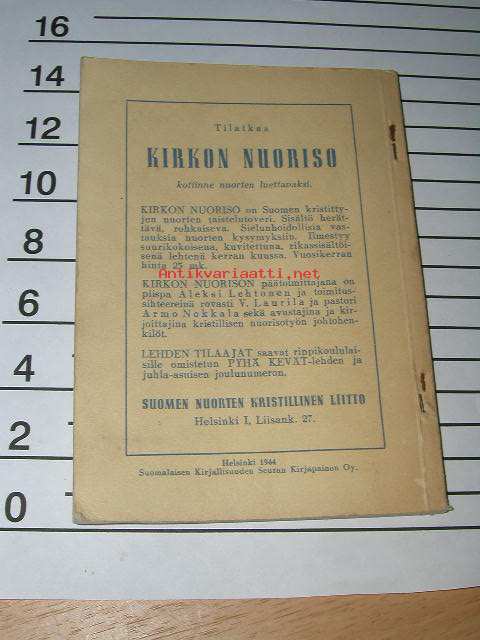 16
14
12
10
8
6
4
2
0
Tilatkaa
KIRKON NUORISO
kotiinne nuorten luettavaksi.
KIRKON NUORISO on Suomen kristitty-
jen nuorten taistelutoveri. Sisältö herät-
tävä, rohkaiseva. Sielunhoidollisia vas-
tauksia nuorten kysymyksiin. Ilmestyy
suurikokoisena, kuvitettuna, rikassisältöi-
senä lehtenä kerran kuussa. Vuosikerran
hinta 25 mk.
Antikvariaatti.net
KIRKON NUORISON päätoimittajana on
piispa Aleksi Lehtonen ja toimitus-
sihteereinä rovasti V. Laurila ja pastori
Armo Nokkala sekä avustajina ja kir-
joittajina kristillisen nuorisotyön johtohen-
kilöt.
LEHDEN TILAAJAT saavat rippikoululai-
sille omistetun PYHÄ KEVÄT-lehden ja
juhla-asuisen joulunumeron.
SUOMEN NUORTEN KRISTILLINEN LIITTO
Helsinki I, Liisank. 27.
Helsinki 1944
Suomalaisen Kirjallisuuden Seuran Kirjapainon Oy.